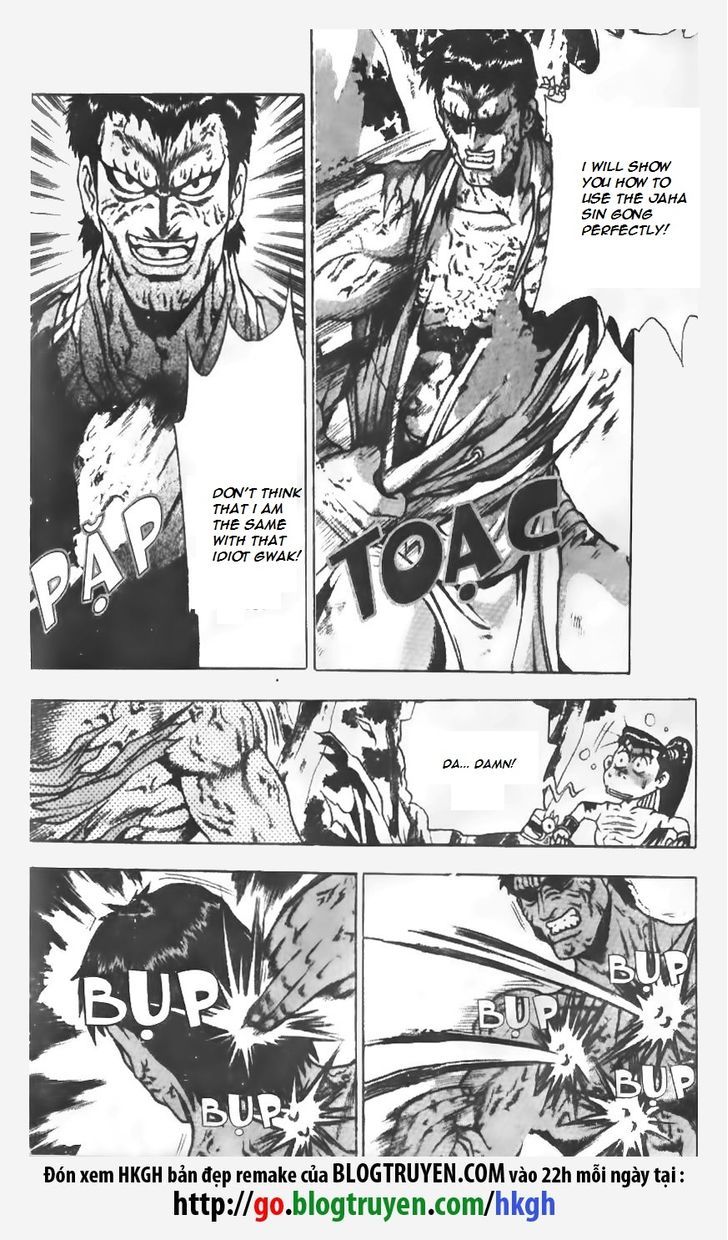 I WILL SHOW
YOU HOW TO
USE THE JAHA
SIN GONG
PERFECTLY!
DON'T THINK
THAT I AM
THE SAME
WITH THAT
IDIOT GWAK!
PẶP
TOẠC
DA... DAMN!
BỤP
BỤP
BỤP
BỤP
BỤP
Đón xem HKGH bản đẹp remake của BLOGTRUYEN.COM vào 22h mỗi ngày tại :
http://go.blogtruyen.com/hkgh